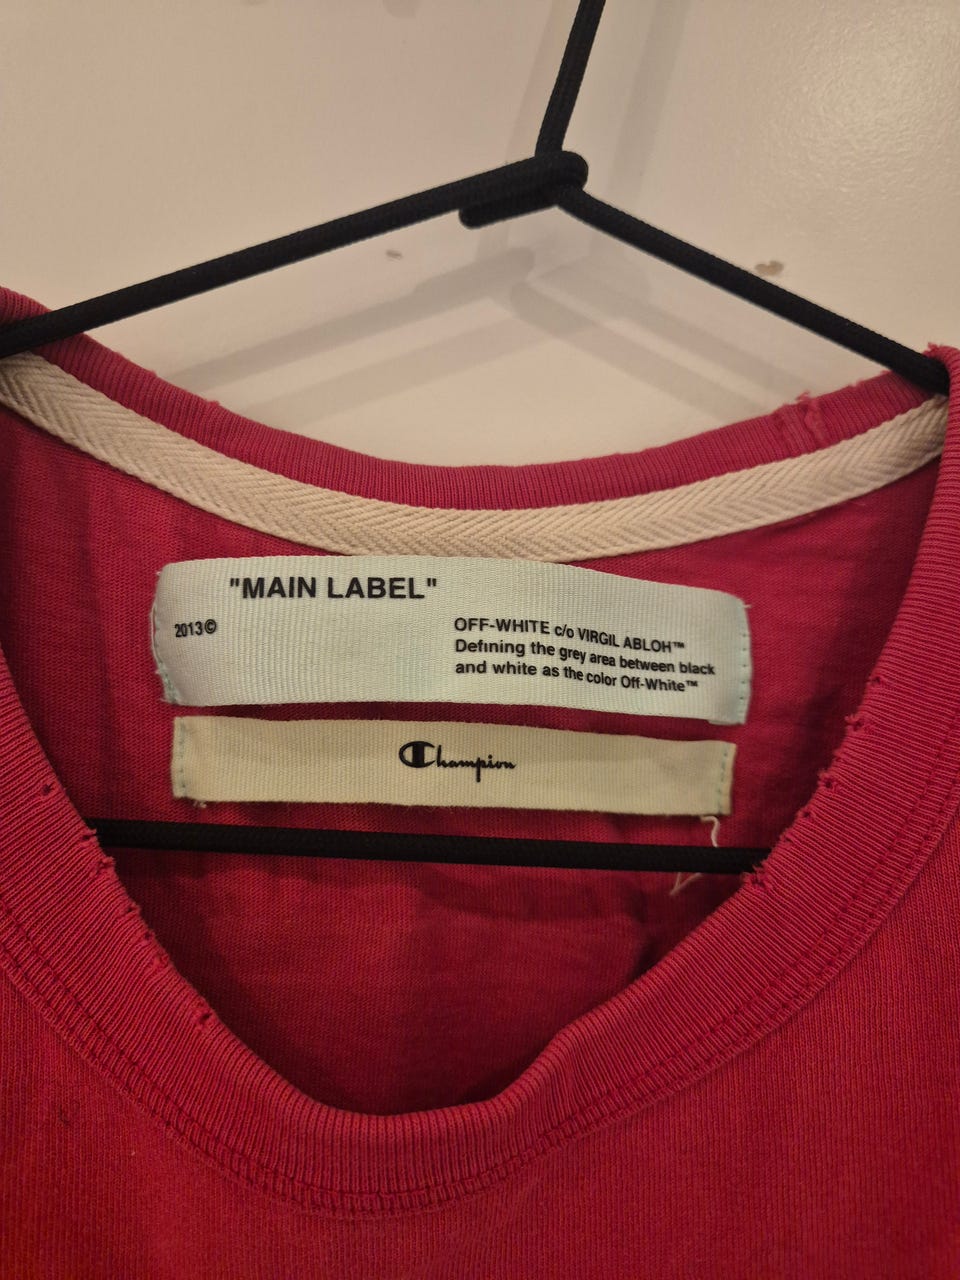 "MAIN LABEL"
2013©
OFF-WHITE c/o VIRGIL ABLOH™
Defining the grey area between black
and white as the color Off-White™
Champion